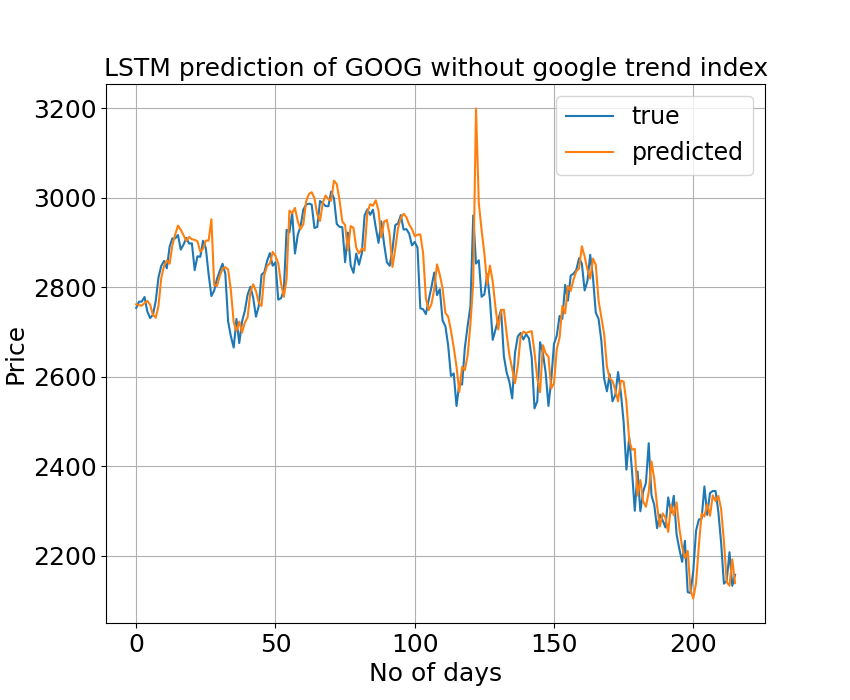 LSTM prediction of GOOG without google trend index
true
predicted
3200
3000
2800
2600
2400
2200
Price
0 50 100 150 200
No of days